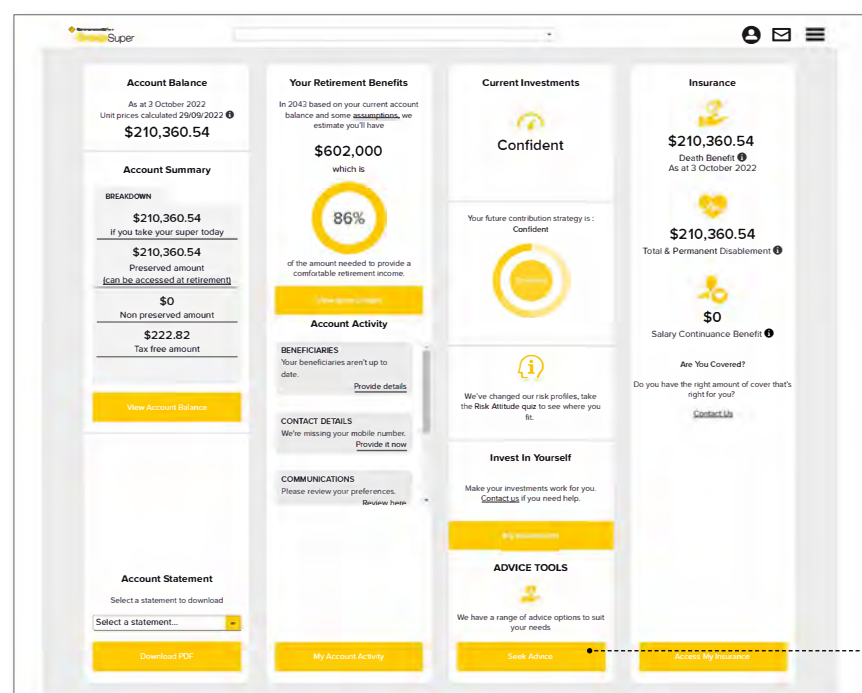 Super
Account Balance
As at 3 October 2022
Unit prices calculated 29/09/2022
$210,360.54
Account Summary
BREAKDOWN
$210,360.54
if you take your super today
$210,360.54
Preserved amount
(can be accessed at retirement)
$0
Non preserved amount
$222.82
Tax free amount
View Account Balance
Account Statement
Select a statement to download
Select a statement...
Download PDF
Your Retirement Benefits
In 2043 based on your current account
balance and some assumptions, we
estimate you'll have
$602,000
which is
86%
of the amount needed to provide a
comfortable retirement income.
Account Activity
BENEFICIARIES
Your beneficiaries aren't up to
date.
Provide details
CONTACT DETAILS
We're missing your mobile number.
Provide it now
COMMUNICATIONS
Please review your preferences.
Review here
My Account Activity
Current Investments
Confident
Your future contribution strategy is :
Confident
We've changed our risk profiles, take
the Risk Attitude quiz to see where you
fit.
Invest In Yourself
Make your investments work for you.
Contact us if you need help.
My Investments
ADVICE TOOLS
We have a range of advice options to suit
your needs
Seek Advice
Insurance
$210,360.54
Death Benefit
As at 3 October 2022
$210,360.54
Total & Permanent Disablement
$0
Salary Continuance Benefit
Are You Covered?
Do you have the right amount of cover that's
right for you?
Contact Us
Access My Insurance